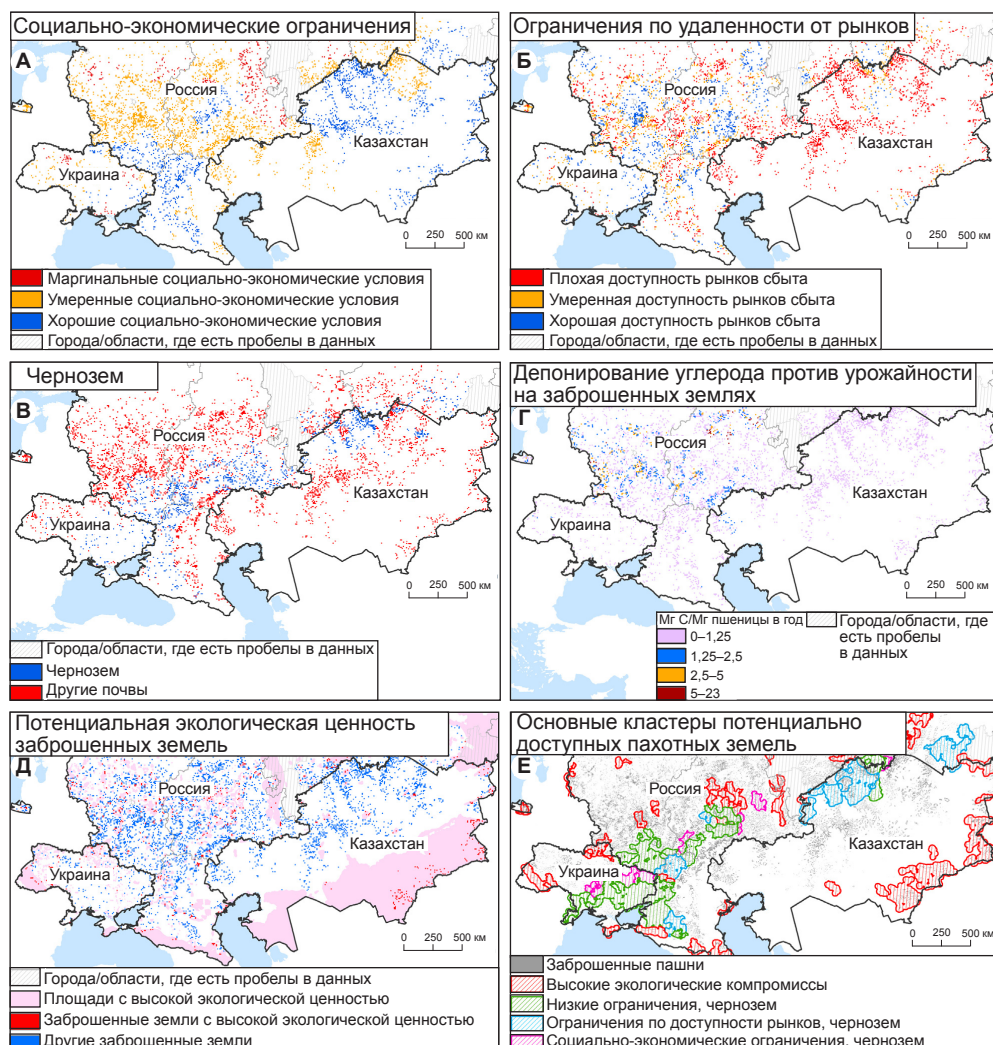 Социально-экономические ограничения
А
Россия
Казахстан
Украина
0 250 500 км
Маргинальные социально-экономические условия
Умеренные социально-экономические условия
Хорошие социально-экономические условия
Города/области, где есть пробелы в данных
Ограничения по удаленности от рынков
Б
Россия
Казахстан
Украина
0 250 500 км
Плохая доступность рынков сбыта
Умеренная доступность рынков сбыта
Хорошая доступность рынков сбыта
Города/области, где есть пробелы в данных
Чернозем
В
Россия
Казахстан
Украина
0 250 500 км
Города/области, где есть пробелы в данных
Чернозем
Другие почвы
Депонирование углерода против урожайности
на заброшенных землях
Г
Россия
Казахстан
Украина
0 250 500 км
Мг С/Мг пшеницы в год
0–1,25
1,25–2,5
2,5–5
5–23
Города/области, где
есть пробелы
в данных
Потенциальная экологическая ценность
заброшенных земель
Д
Россия
Казахстан
Украина
0 250 500 км
Города/области, где есть пробелы в данных
Площади с высокой экологической ценностью
Заброшенные земли с высокой экологической ценностью
Другие заброшенные земли
Основные кластеры потенциально
доступных пахотных земель
Е
Россия
Казахстан
Украина
0 250 500 км
Заброшенные пашни
Высокие экологические компромиссы
Низкие ограничения, чернозем
Ограничения по доступности рынков, чернозем
Социально-экономические ограничения, чернозем